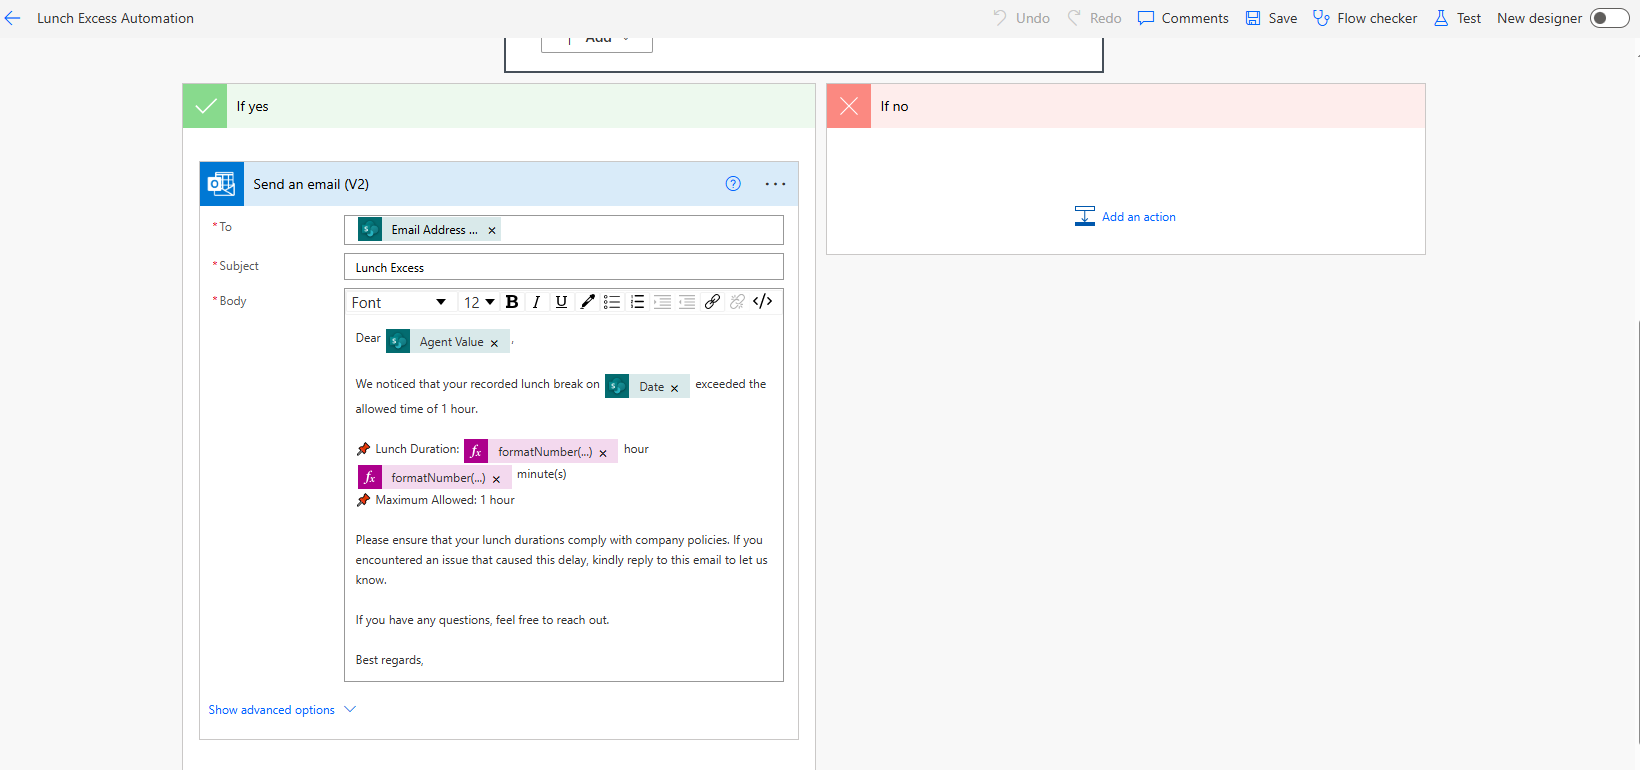 Lunch Excess Automation
Undo Redo Comments Save Flow checker Test New designer
Add
If yes
If no
Send an email (V2)
? ...
Add an action
* To
Email Address ... ×
* Subject
Lunch Excess
* Body
Font 12 B I U </>
Dear Agent Value × ,
We noticed that your recorded lunch break on Date × exceeded the
allowed time of 1 hour.
📌 Lunch Duration: fx formatNumber(...) × hour
fx formatNumber(...) × minute(s)
📌 Maximum Allowed: 1 hour
Please ensure that your lunch durations comply with company policies. If you
encountered an issue that caused this delay, kindly reply to this email to let us
know.
If you have any questions, feel free to reach out.
Best regards,
Show advanced options